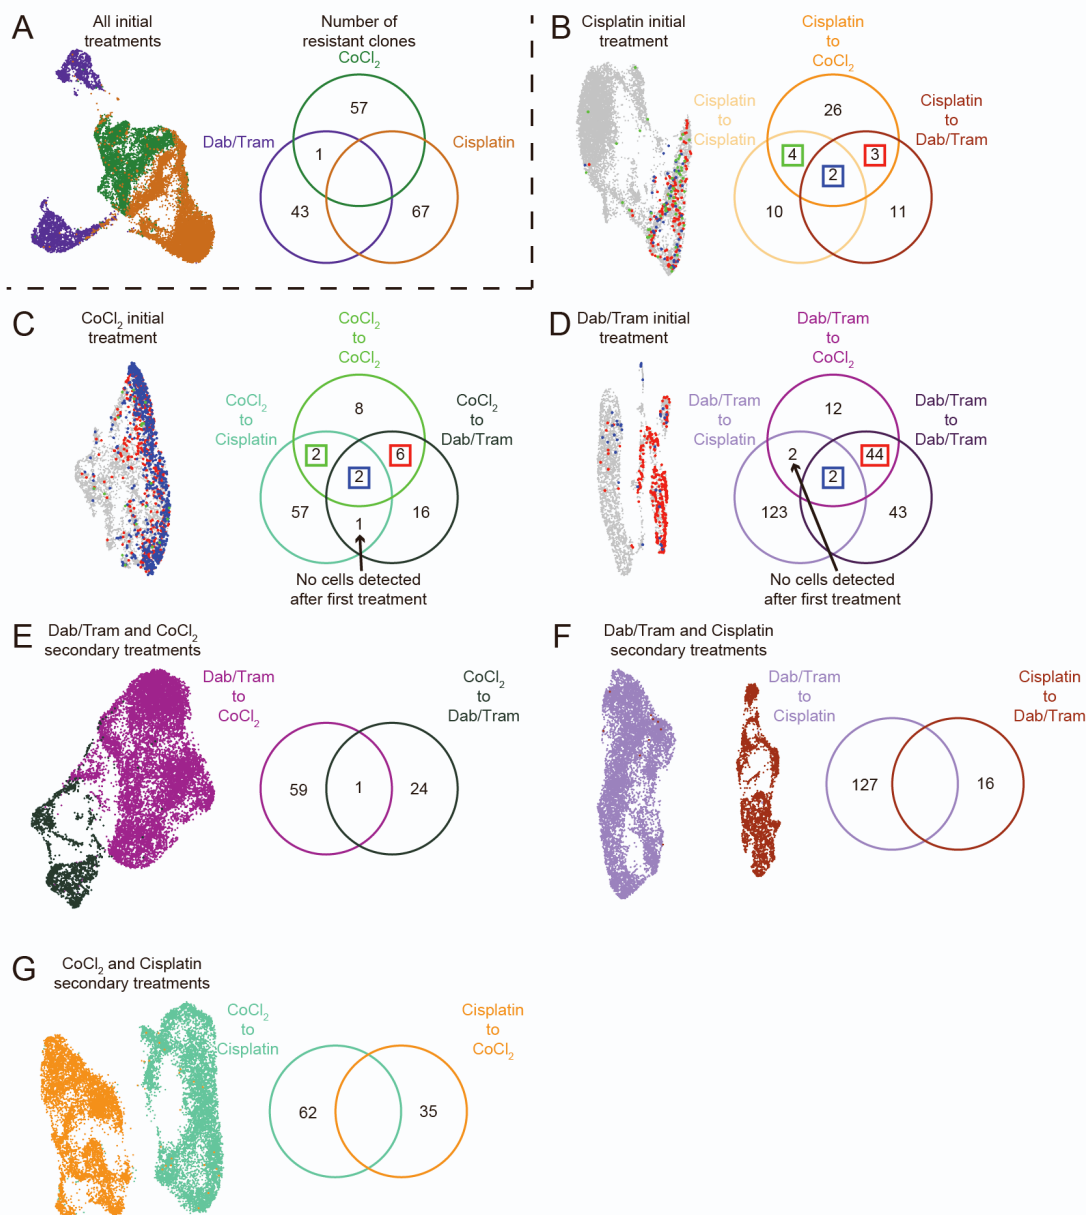 A
All initial
treatments
Number of
resistant clones
CoCl₂
57
Dab/Tram
Cisplatin
1
43
67
B
Cisplatin initial
treatment
Cisplatin
to
CoCl₂
Cisplatin
to
Cisplatin
Cisplatin
to
Dab/Tram
26
4
3
2
10
11
C
CoCl₂ initial
treatment
CoCl₂
to
CoCl₂
CoCl₂
to
Cisplatin
CoCl₂
to
Dab/Tram
8
2
6
2
57
16
1
No cells detected
after first treatment
D
Dab/Tram initial
treatment
Dab/Tram
to
CoCl₂
Dab/Tram
to
Cisplatin
Dab/Tram
to
Dab/Tram
12
2
44
2
123
43
No cells detected
after first treatment
E
Dab/Tram and CoCl₂
secondary treatments
Dab/Tram
to
CoCl₂
CoCl₂
to
Dab/Tram
59
1
24
F
Dab/Tram and Cisplatin
secondary treatments
Dab/Tram
to
Cisplatin
Cisplatin
to
Dab/Tram
127
16
G
CoCl₂ and Cisplatin
secondary treatments
CoCl₂
to
Cisplatin
Cisplatin
to
CoCl₂
62
35